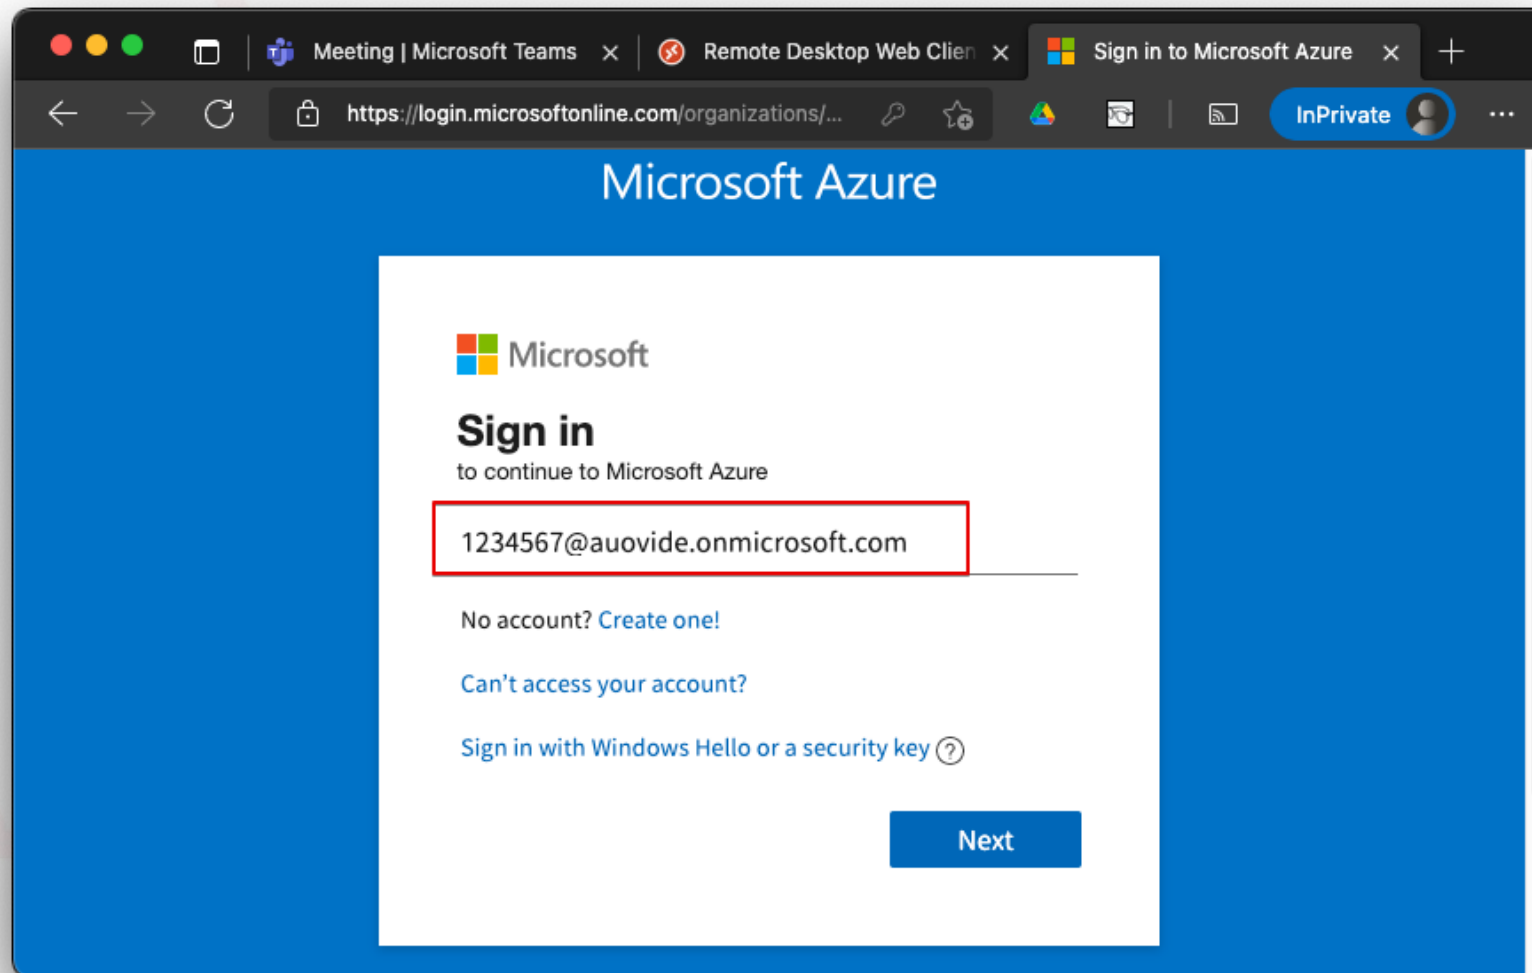 Meeting | Microsoft Teams
Remote Desktop Web Clien
Sign in to Microsoft Azure
https://login.microsoftonline.com/organizations/...
InPrivate
Microsoft Azure
Microsoft
Sign in
to continue to Microsoft Azure
1234567@auovide.onmicrosoft.com
No account? Create one!
Can't access your account?
Sign in with Windows Hello or a security key ?
Next